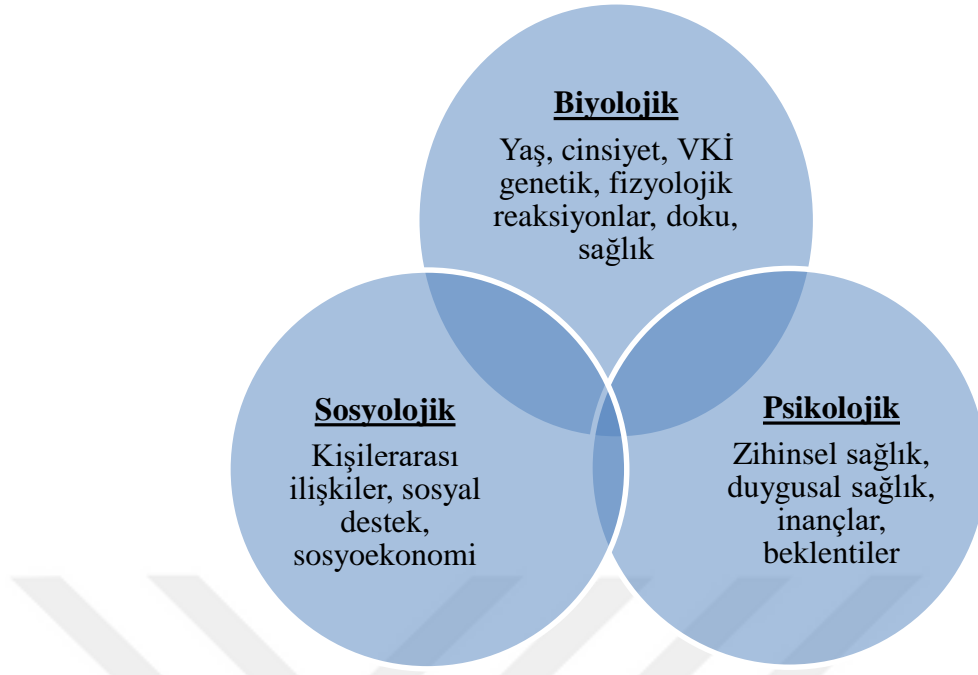 Biyolojik
Yaş, cinsiyet, VKİ
genetik, fizyolojik
reaksiyonlar, doku,
sağlık
Sosyolojik
Kişilerarası
ilişkiler, sosyal
destek,
sosyoekonomi
Psikolojik
Zihinsel sağlık,
duygusal sağlık,
inançlar,
beklentiler